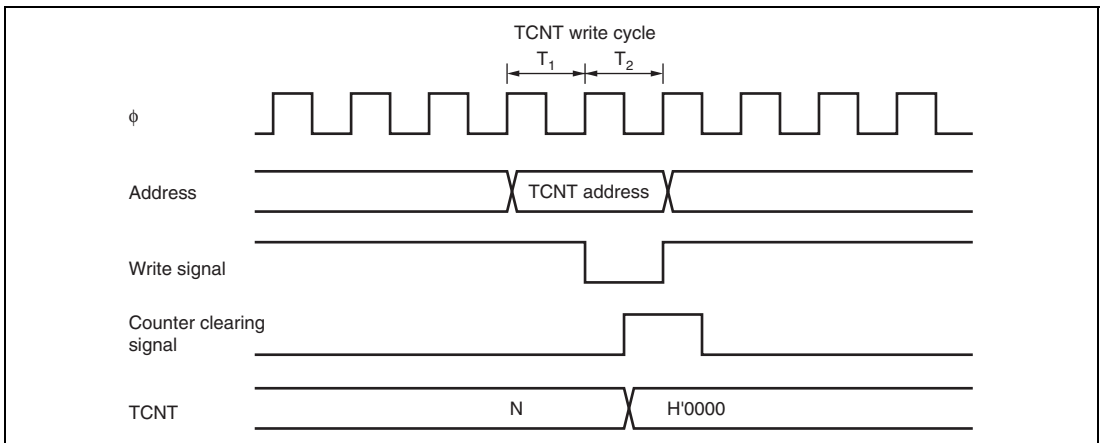 TCNT write cycle
T₁ T₂
ϕ
Address
TCNT address
Write signal
Counter clearing
signal
TCNT
N
H'0000